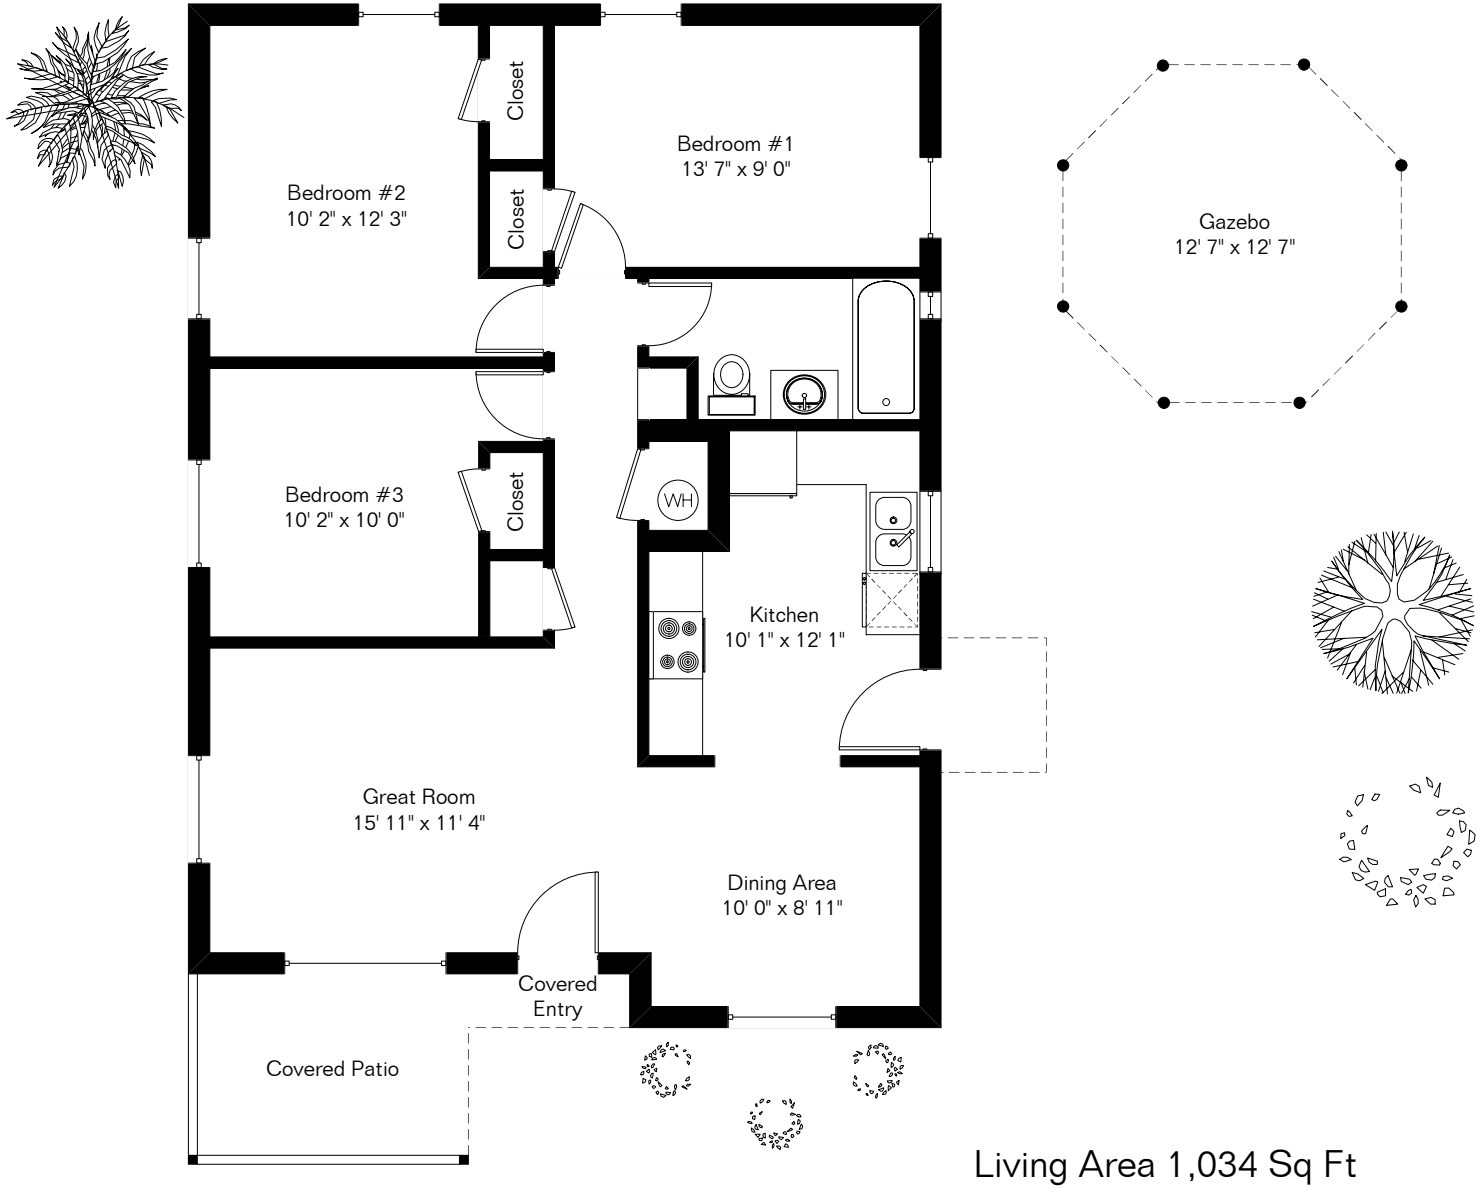 Closet
Bedroom #1
13' 7" x 9' 0"
Bedroom #2
10' 2" x 12' 3"
Closet
Gazebo
12' 7" x 12' 7"
Bedroom #3
10' 2" x 10' 0"
Closet
WH
Kitchen
10' 1" x 12' 1"
Great Room
15' 11" x 11' 4"
Dining Area
10' 0" x 8' 11"
Covered
Entry
Covered Patio
Living Area 1,034 Sq Ft